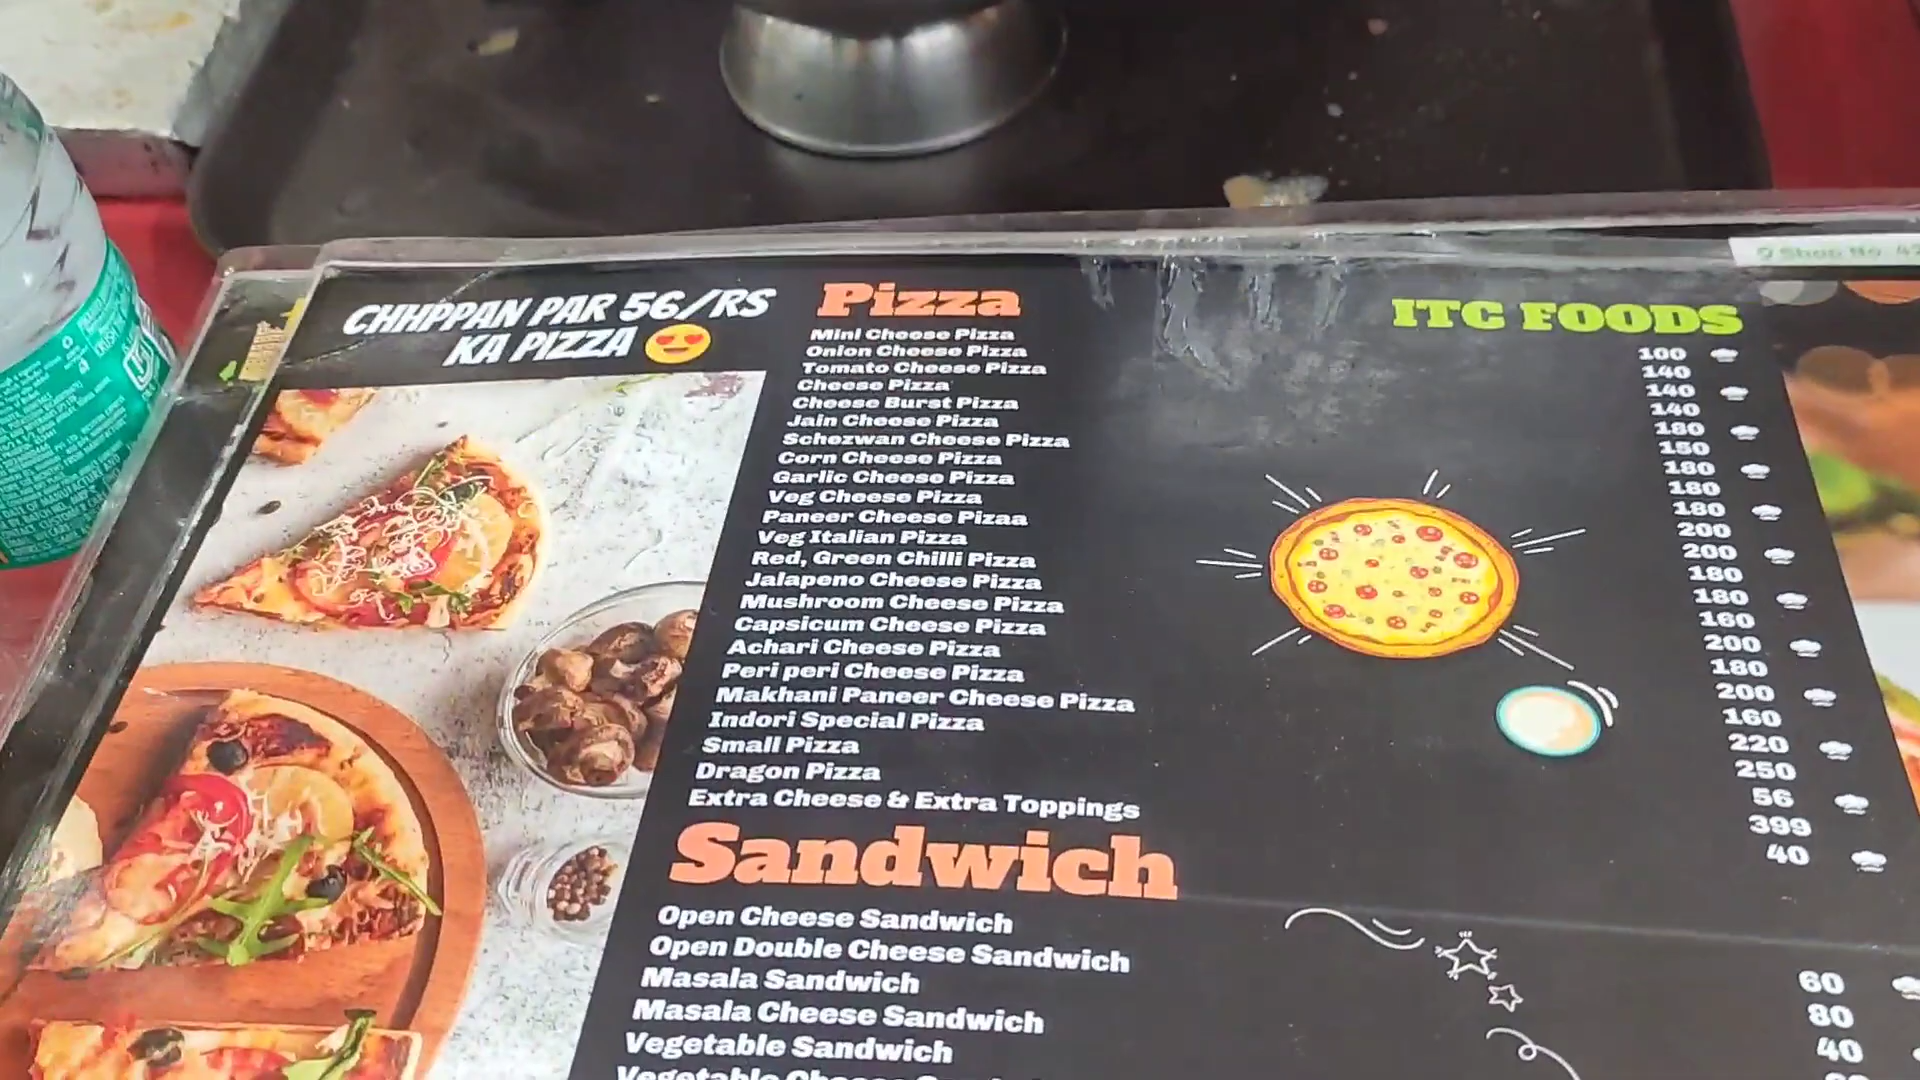 CHHPPAN PAR 56/RS
KA PIZZA
Pizza
ITC FOODS
Shop No. 42
Mini Cheese Pizza 100
Onion Cheese Pizza 140
Tomato Cheese Pizza 140
Cheese Pizza 140
Cheese Burst Pizza 180
Jain Cheese Pizza 150
Schezwan Cheese Pizza 180
Corn Cheese Pizza 180
Garlic Cheese Pizza 180
Veg Cheese Pizza 200
Paneer Cheese Pizaa 200
Veg Italian Pizza 180
Red, Green Chilli Pizza 180
Jalapeno Cheese Pizza 160
Mushroom Cheese Pizza 200
Capsicum Cheese Pizza 180
Achari Cheese Pizza 200
Peri peri Cheese Pizza 160
Makhani Paneer Cheese Pizza 220
Indori Special Pizza 250
Small Pizza 56
Dragon Pizza 399
Extra Cheese & Extra Toppings 40
Sandwich
Open Cheese Sandwich 60
Open Double Cheese Sandwich 80
Masala Sandwich 40
Masala Cheese Sandwich
Vegetable Sandwich
Vegetable Cheese